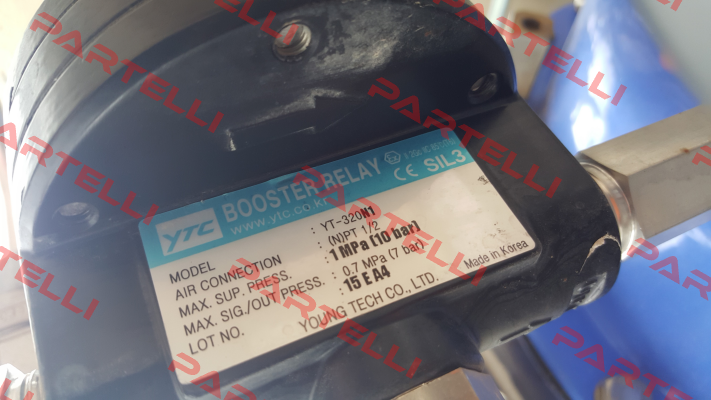 YTC BOOSTER RELAY CE SIL3
www.ytc.co.kr
MODEL : YT-320N1
AIR CONNECTION : (N)PT 1/2
MAX. SUP. PRESS. : 1 MPa (10 bar)
MAX. SIG./OUT PRESS. : 0.7 MPa (7 bar)
LOT NO. : 15 E A4
YOUNG TECH CO., LTD. Made in Korea
PARTELLI
PARTELLI
PARTELLI
PARTELLI
PARTELLI
PARTELLI
PARTELLI
PARTELLI